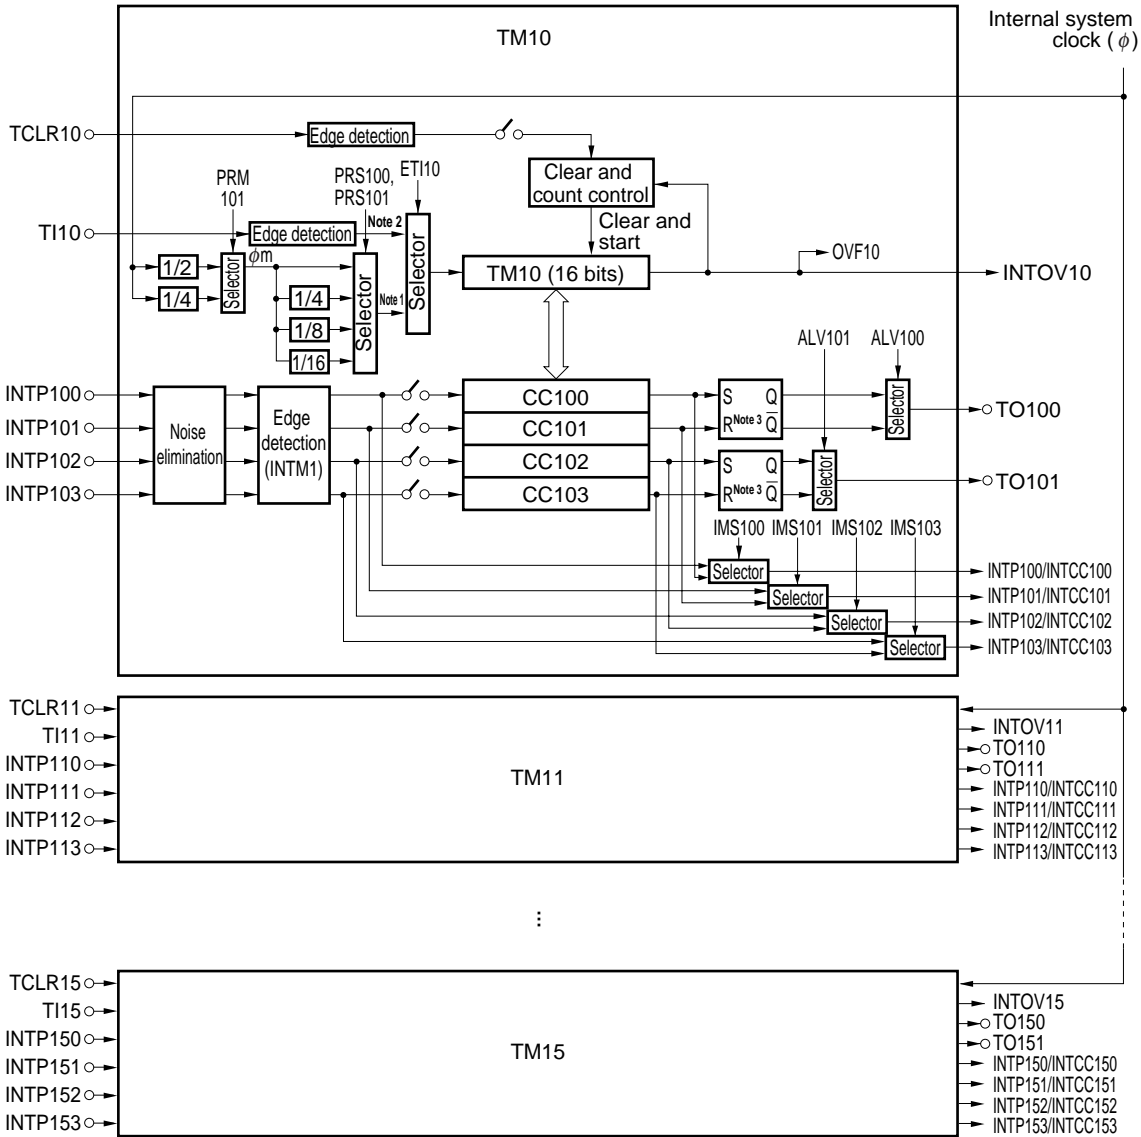 TM10
Internal system
clock ( φ)
TCLR10
Edge detection
Clear and
count control
PRM
101
PRS100,
PRS101
ETI10
Note 2
TI10
Edge detection
Clear and
start
OVF10
φm
1/2
1/4
Selector
1/4
1/8
1/16
Selector
Note 1
Selector
TM10 (16 bits)
INTOV10
ALV101
ALV100
INTP100
INTP101
INTP102
INTP103
Noise
elimination
Edge
detection
(INTM1)
CC100
CC101
CC102
CC103
S Q
R Note 3 Q̅
S Q
R Note 3 Q̅
Selector
Selector
TO100
TO101
IMS100 IMS101 IMS102 IMS103
Selector
INTP100/INTCC100
Selector
INTP101/INTCC101
Selector
INTP102/INTCC102
Selector
INTP103/INTCC103
TCLR11
TI11
INTP110
INTP111
INTP112
INTP113
TM11
INTOV11
TO110
TO111
INTP110/INTCC110
INTP111/INTCC111
INTP112/INTCC112
INTP113/INTCC113
...
TCLR15
TI15
INTP150
INTP151
INTP152
INTP153
TM15
INTOV15
TO150
TO151
INTP150/INTCC150
INTP151/INTCC151
INTP152/INTCC152
INTP153/INTCC153